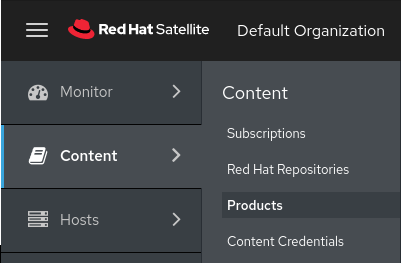 Red Hat Satellite Default Organization
Monitor
Content
Hosts
Content
Subscriptions
Red Hat Repositories
Products
Content Credentials